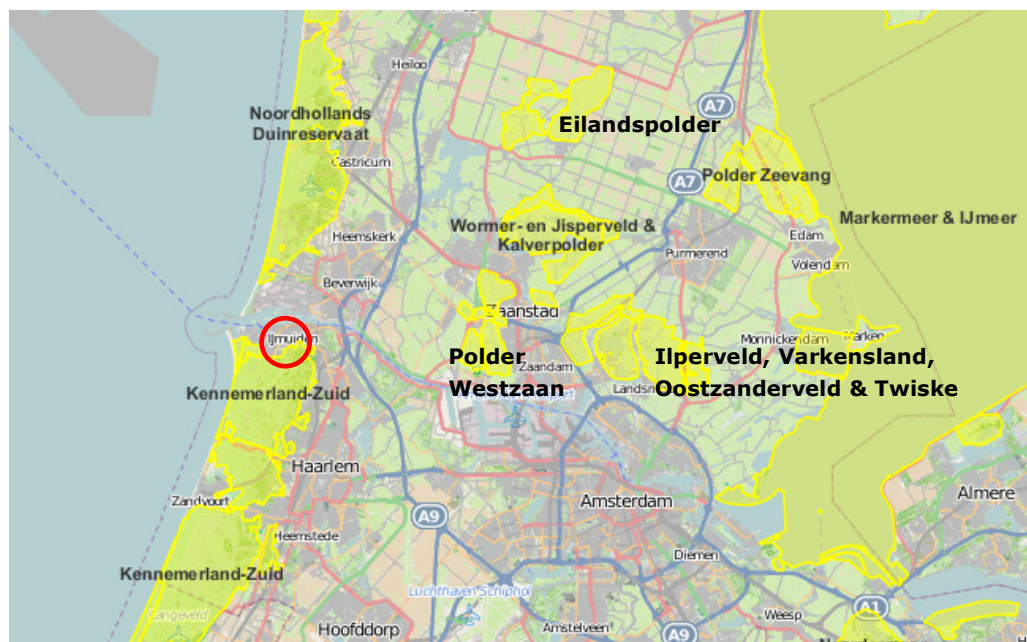 Heiloo
A7
Noordhollands
Duinreservaat
Eilandspolder
Castricum
A7
Polder Zeevang
Markermeer & IJmeer
Wormer- en Jisperveld &
Kalverpolder
Heemskerk
Edam
Purmerend
Volendam
Beverwijk
Zaanstad
IJmuiden
Monnickendam
Marken
Polder
Westzaan
Zaandam
Ilperveld, Varkensland,
Oostzanderveld & Twiske
Landsm
Kennemerland-Zuid
Haarlem
Zandvoort
Amsterdam
Almere
A9
Heemstede
Diemen
Kennemerland-Zuid
Luchthaven Schiphol
Langeveld
A1
Weesp
Hoofddorp
Amstelveen
A9